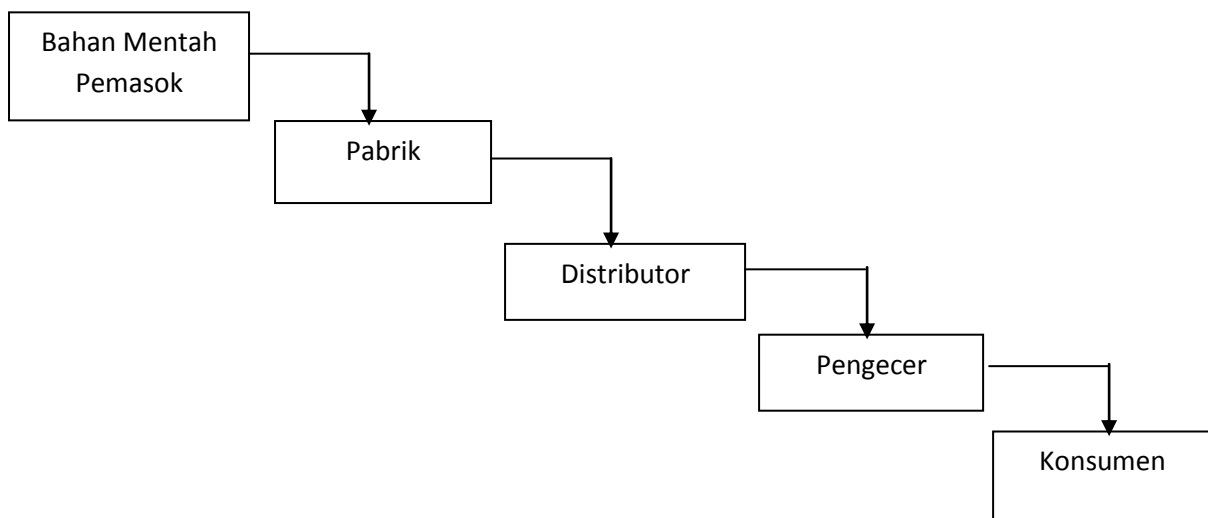 Bahan Mentah
Pemasok
Pabrik
Distributor
Pengecer
Konsumen